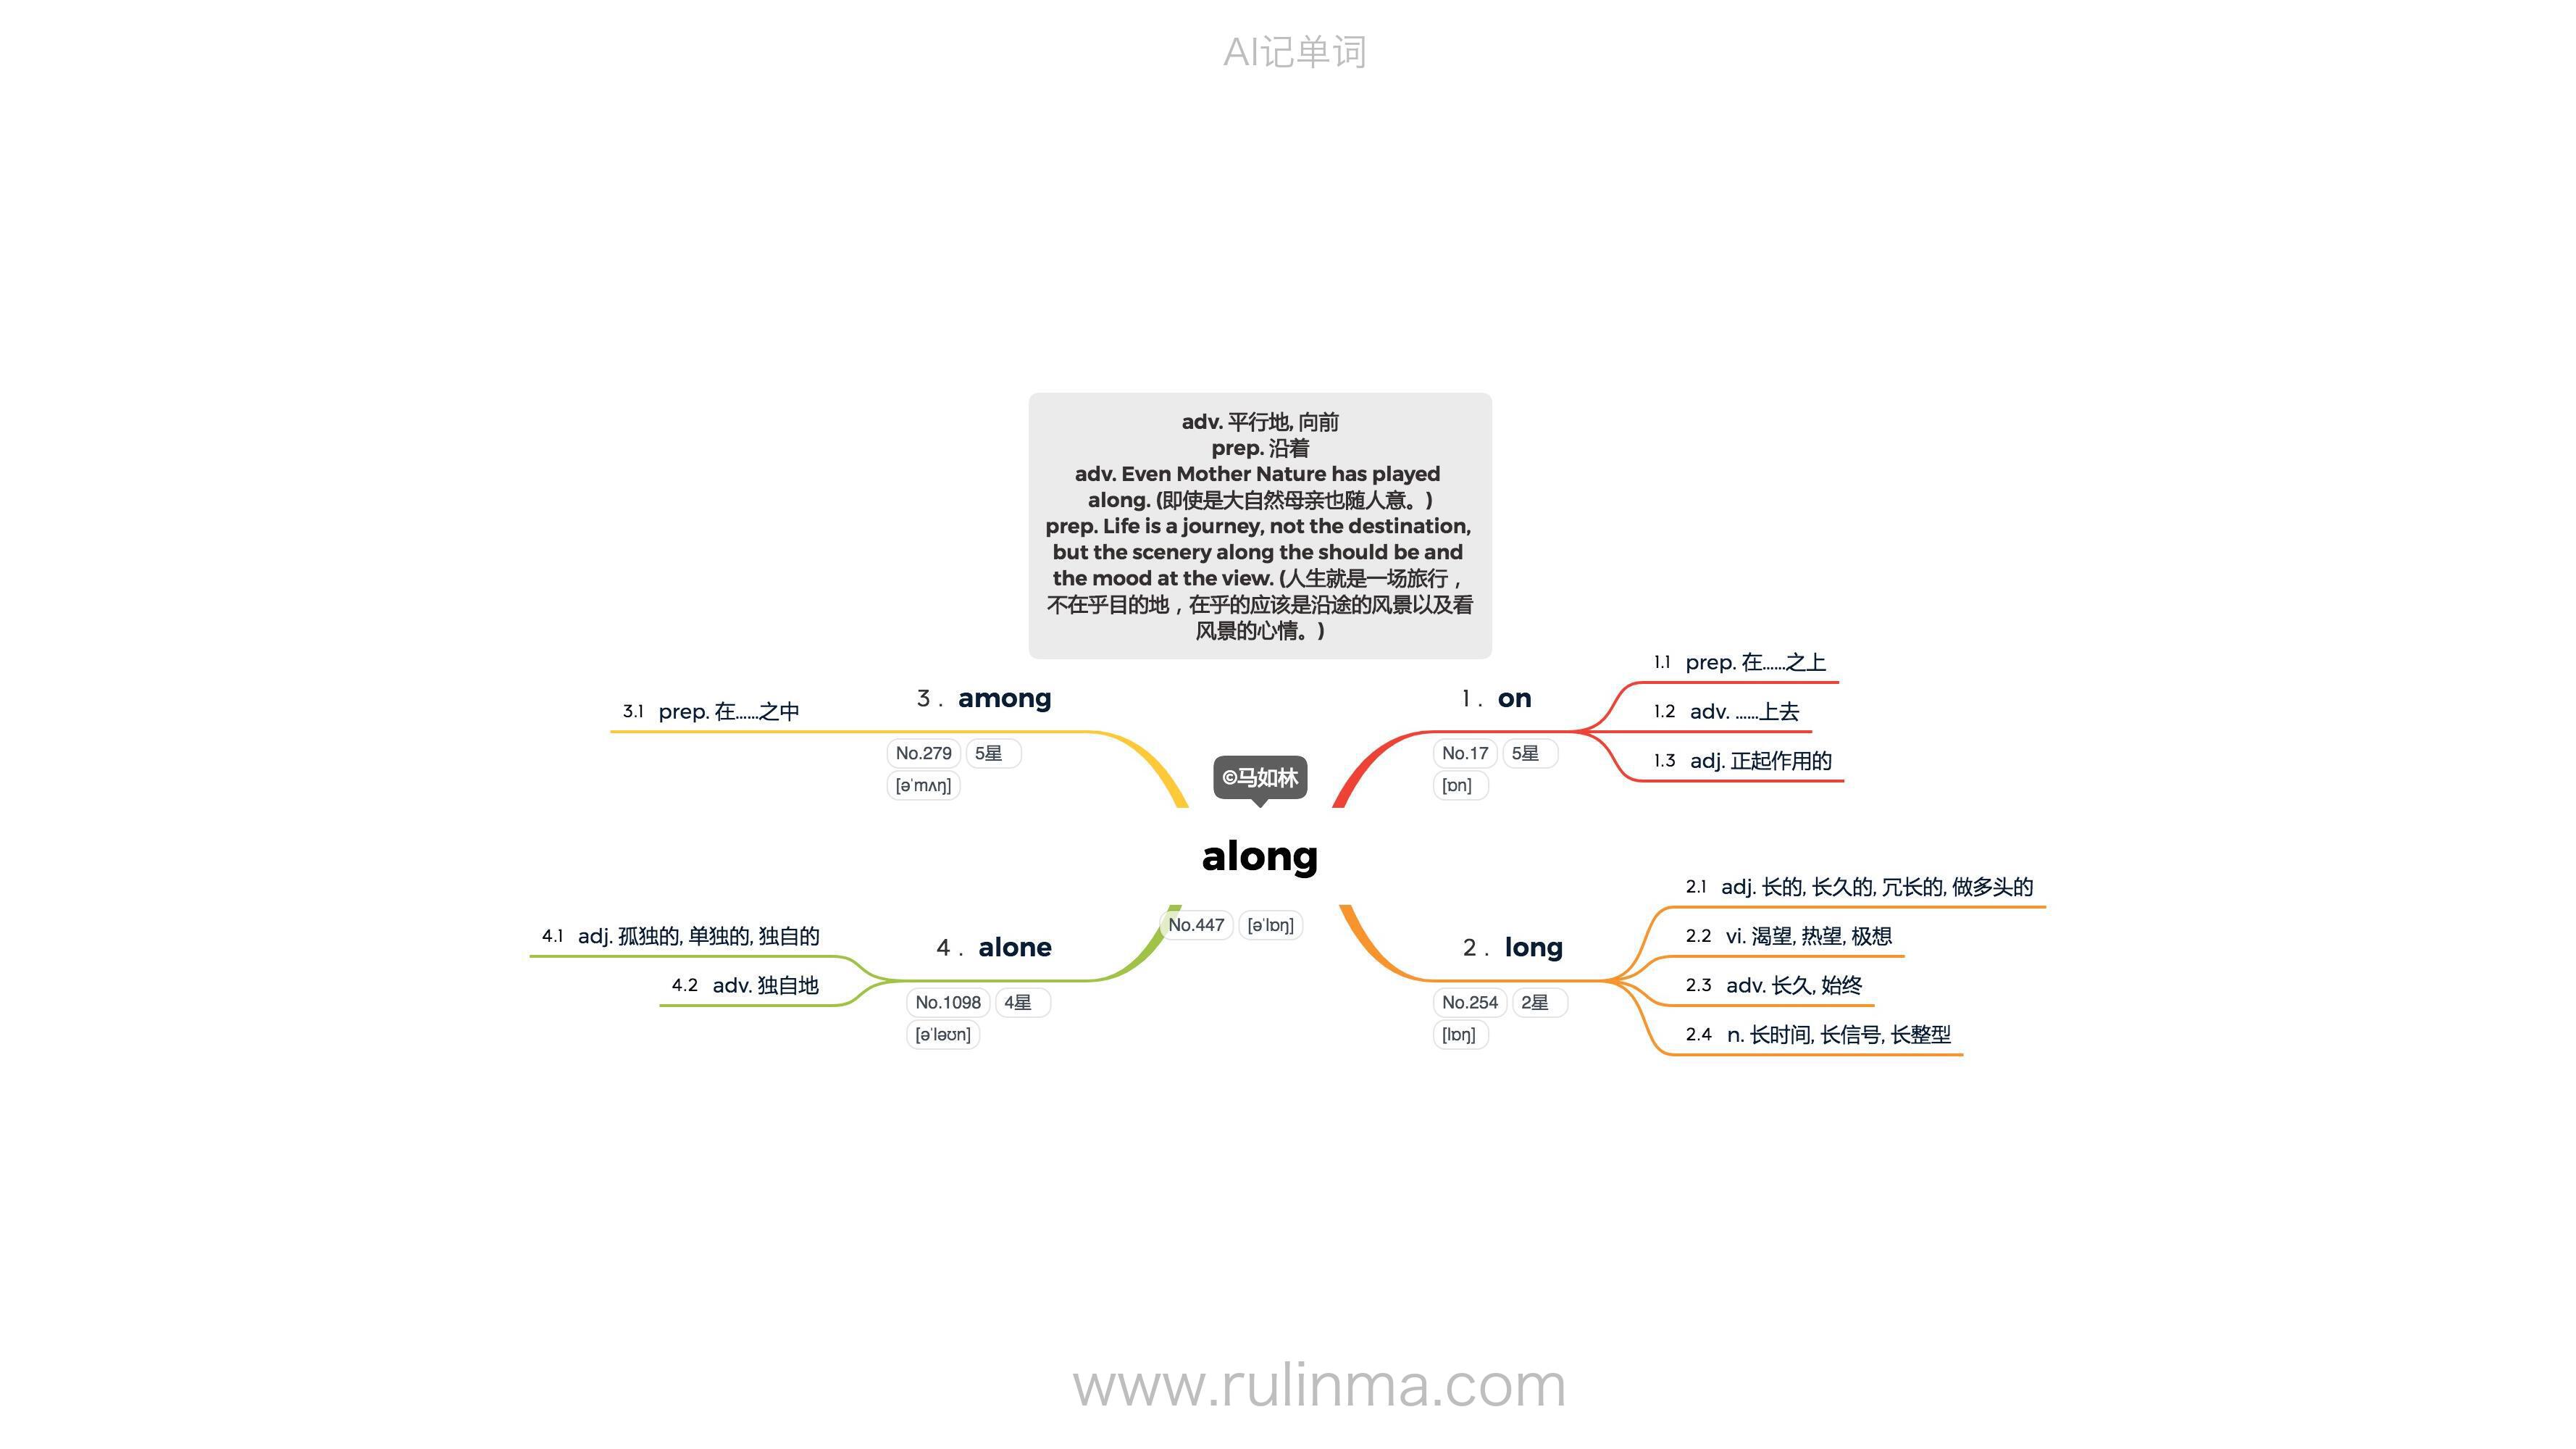 AI记单词
adv. 平行地, 向前
prep. 沿着
adv. Even Mother Nature has played
along. (即使是大自然母亲也随人意。)
prep. Life is a journey, not the destination,
but the scenery along the should be and
the mood at the view. (人生就是一场旅行，
不在乎目的地，在乎的应该是沿途的风景以及看
风景的心情。)
©马如林
along
No.447 [əˈlɒŋ]
1 . on
No.17 5星
[ɒn]
1.1 prep. 在……之上
1.2 adv. ……上去
1.3 adj. 正起作用的
2 . long
No.254 2星
[lɒŋ]
2.1 adj. 长的, 长久的, 冗长的, 做多头的
2.2 vi. 渴望, 热望, 极想
2.3 adv. 长久, 始终
2.4 n. 长时间, 长信号, 长整型
3 . among
No.279 5星
[əˈmʌŋ]
3.1 prep. 在……之中
4 . alone
No.1098 4星
[əˈləʊn]
4.1 adj. 孤独的, 单独的, 独自的
4.2 adv. 独自地
www.rulinma.com